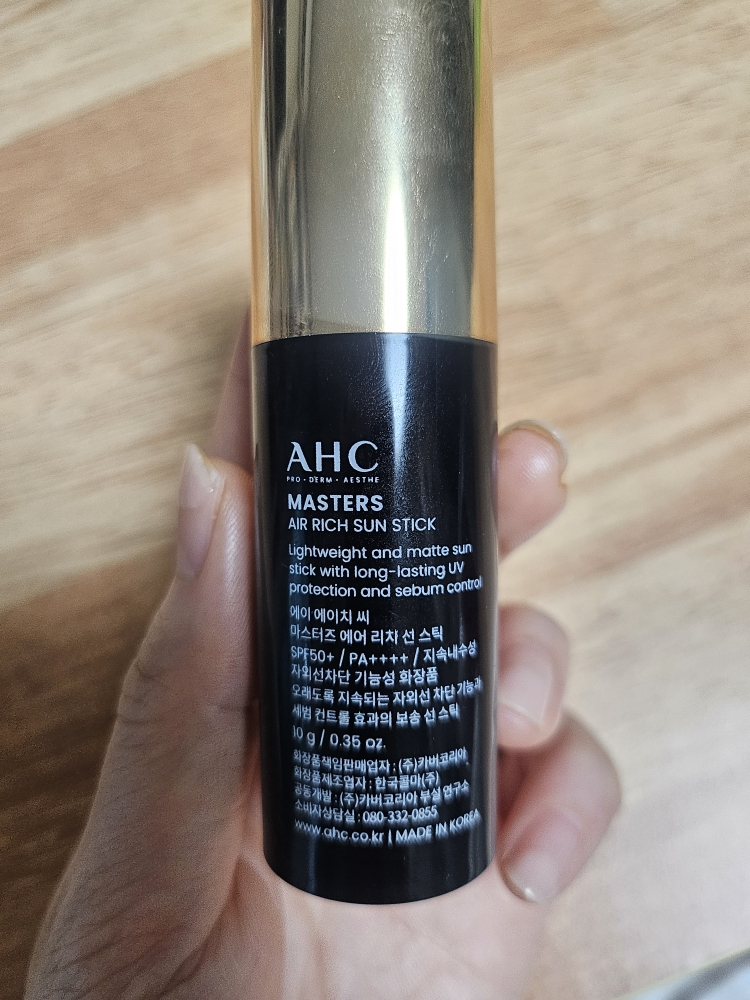 AHC
PRO · DERM · AESTHE
MASTERS
AIR RICH SUN STICK
Lightweight and matte sun
stick with long-lasting UV
protection and sebum control
에이 에이치 씨
마스터즈 에어 리치 선 스틱
SPF50+ / PA++++ / 지속내수성
자외선차단 기능성 화장품
오래도록 지속되는 자외선 차단 기능과
세범 컨트롤 효과의 보송 선 스틱
10 g / 0.35 oz.
화장품책임판매업자 : (주)카버코리아
화장품제조업자 : 한국콜마(주)
공동개발 : (주)카버코리아 부설 연구소
소비자상담실 : 080-332-0855
www.ahc.co.kr | MADE IN KOREA